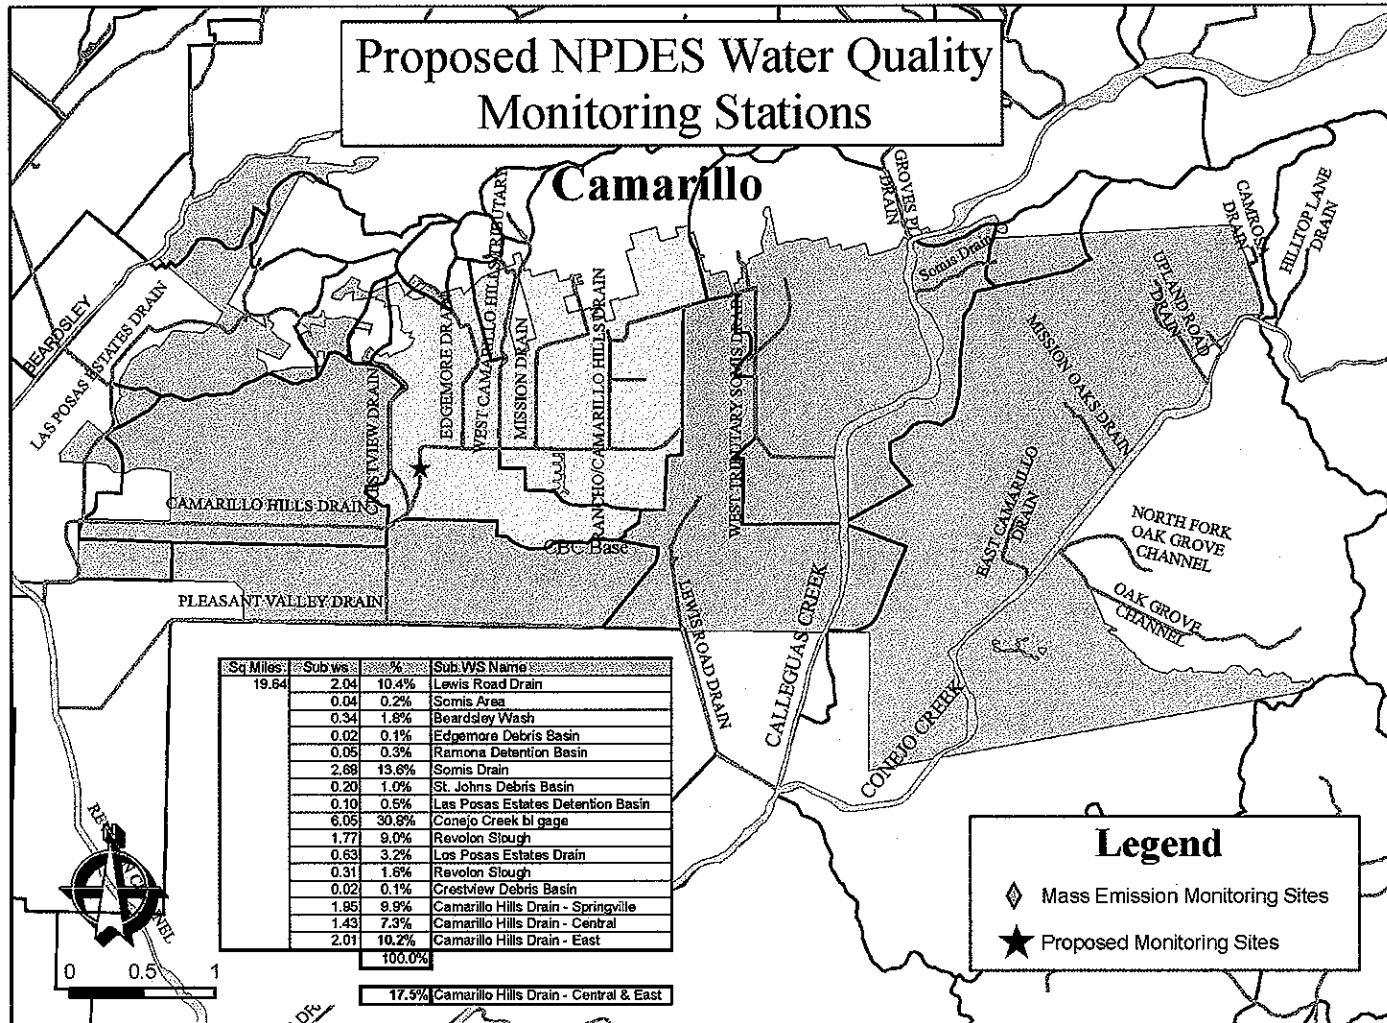 Proposed NPDES Water Quality
Monitoring Stations
Camarillo
GROVES PL
DRAIN
Somis Drain
CAMROSA
DRAIN
HILLTOP LANE
DRAIN
UPLAND ROAD
DRAIN
BEARDSLEY
LAS POSAS ESTATES DRAIN
CRESTVIEW DRAIN
EDGEMORE DRAIN
WEST CAMARILLO HILLS TRIBUTARY
MISSION DRAIN
RANCHO/CAMARILLO HILLS DRAIN
WEST TRIBUTARY SOMIS DRAIN
MISSION OAKS DRAIN
EAST CAMARILLO
DRAIN
NORTH FORK
OAK GROVE
CHANNEL
OAK GROVE
CHANNEL
CAMARILLO HILLS DRAIN
CBC Base
PLEASANT VALLEY DRAIN
LEWIS ROAD DRAIN
CALLEGUAS CREEK
CONEJO CREEK
Sq Miles Sub ws % Sub WS Name
19.64 2.04 10.4% Lewis Road Drain
0.04 0.2% Somis Area
0.34 1.8% Beardsley Wash
0.02 0.1% Edgemore Debris Basin
0.05 0.3% Ramona Detention Basin
2.68 13.6% Somis Drain
0.20 1.0% St. Johns Debris Basin
0.10 0.5% Las Posas Estates Detention Basin
6.05 30.8% Conejo Creek bl gage
1.77 9.0% Revolon Slough
0.63 3.2% Los Posas Estates Drain
0.31 1.6% Revolon Slough
0.02 0.1% Crestview Debris Basin
1.95 9.9% Camarillo Hills Drain - Springville
1.43 7.3% Camarillo Hills Drain - Central
2.01 10.2% Camarillo Hills Drain - East
100.0%
17.5% Camarillo Hills Drain - Central & East
N
0 0.5 1
Legend
Mass Emission Monitoring Sites
Proposed Monitoring Sites